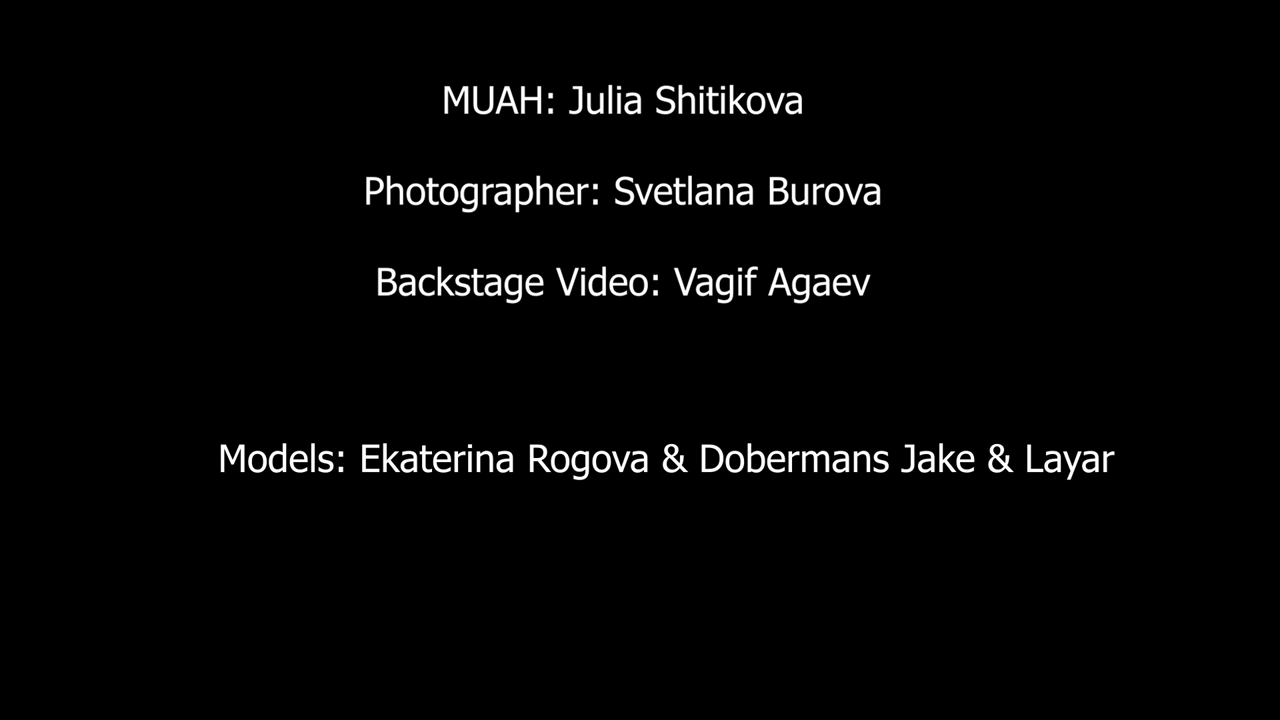 MUAH: Julia Shitikova
Photographer: Svetlana Burova
Backstage Video: Vagif Agaev
Models: Ekaterina Rogova & Dobermans Jake & Layar